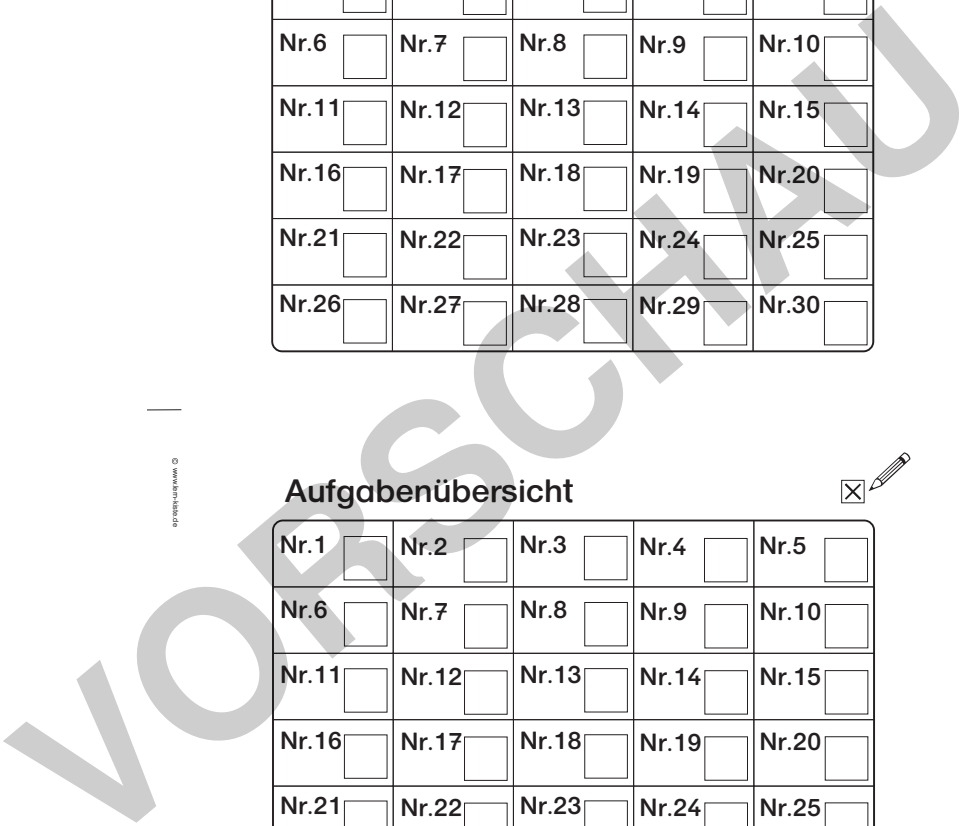 Nr.6 Nr.7 Nr.8 Nr.9 Nr.10
Nr.11 Nr.12 Nr.13 Nr.14 Nr.15
Nr.16 Nr.17 Nr.18 Nr.19 Nr.20
Nr.21 Nr.22 Nr.23 Nr.24 Nr.25
Nr.26 Nr.27 Nr.28 Nr.29 Nr.30
© www.lern-kiste.de
Aufgabenübersicht
Nr.1 Nr.2 Nr.3 Nr.4 Nr.5
Nr.6 Nr.7 Nr.8 Nr.9 Nr.10
Nr.11 Nr.12 Nr.13 Nr.14 Nr.15
Nr.16 Nr.17 Nr.18 Nr.19 Nr.20
Nr.21 Nr.22 Nr.23 Nr.24 Nr.25
VORSCHAU